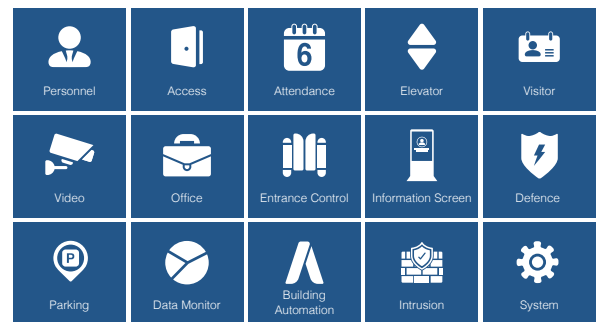 Personnel
Access
6
Attendance
Elevator
Visitor
Video
Office
Entrance Control
Information Screen
Defence
P
Parking
Data Monitor
Building
Automation
Intrusion
System